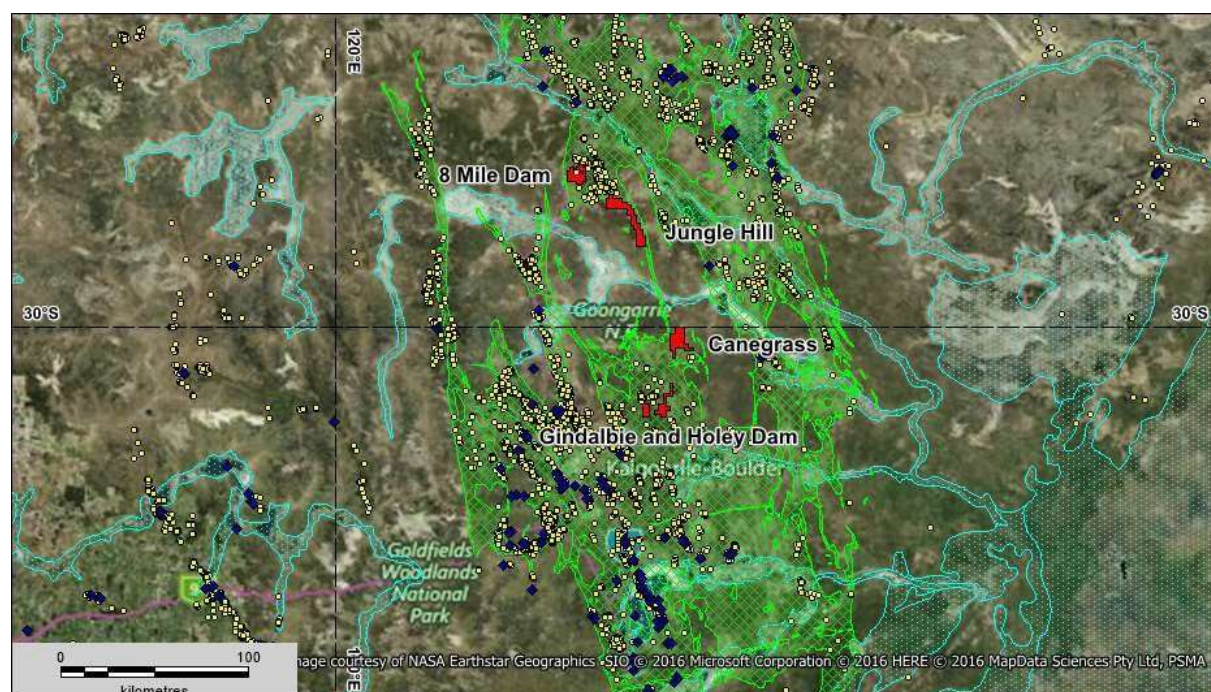 120°E
8 Mile Dam
Jungle Hill
30°S
30°S
Goongarrie
N.P.
Canegrass
Gindalbie and Holey Dam
Kalgoorlie-Boulder
Goldfields
Woodlands
National
Park
0 100
kilometres
mage courtesy of NASA Earthstar Geographics SIO © 2016 Microsoft Corporation © 2016 HERE © 2016 MapData Sciences Pty Ltd, PSMA